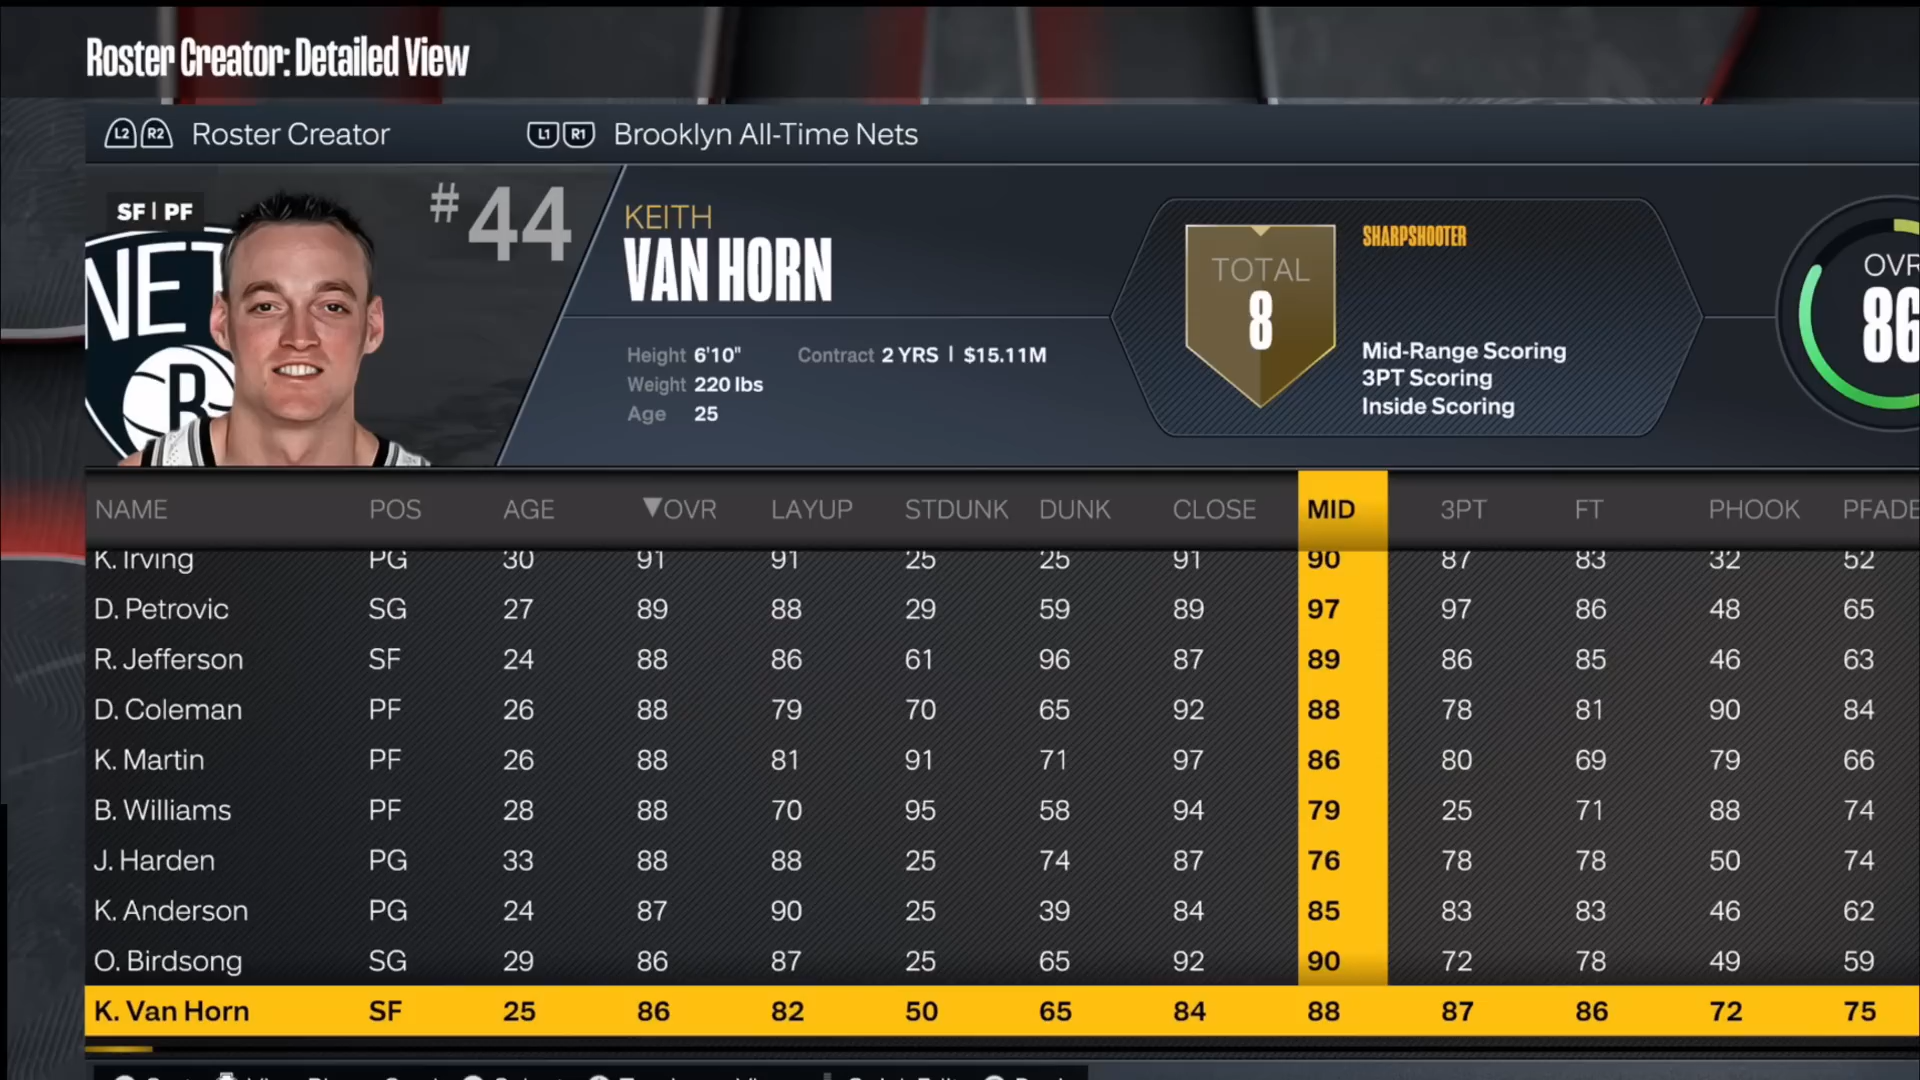 Roster Creator: Detailed View
L2 R2 Roster Creator L1 R1 Brooklyn All-Time Nets
SF | PF
#44
NET
B
KEITH
VAN HORN
Height 6'10" Contract 2 YRS | $15.11M
Weight 220 lbs
Age 25
TOTAL
8
SHARPSHOOTER
Mid-Range Scoring
3PT Scoring
Inside Scoring
OVR
86
NAME POS AGE ▼OVR LAYUP STDUNK DUNK CLOSE MID 3PT FT PHOOK PFADE
K. Irving PG 30 91 91 25 25 91 90 87 83 32 52
D. Petrovic SG 27 89 88 29 59 89 97 97 86 48 65
R. Jefferson SF 24 88 86 61 96 87 89 86 85 46 63
D. Coleman PF 26 88 79 70 65 92 88 78 81 90 84
K. Martin PF 26 88 81 91 71 97 86 80 69 79 66
B. Williams PF 28 88 70 95 58 94 79 25 71 88 74
J. Harden PG 33 88 88 25 74 87 76 78 78 50 74
K. Anderson PG 24 87 90 25 39 84 85 83 83 46 62
O. Birdsong SG 29 86 87 25 65 92 90 72 78 49 59
K. Van Horn SF 25 86 82 50 65 84 88 87 86 72 75